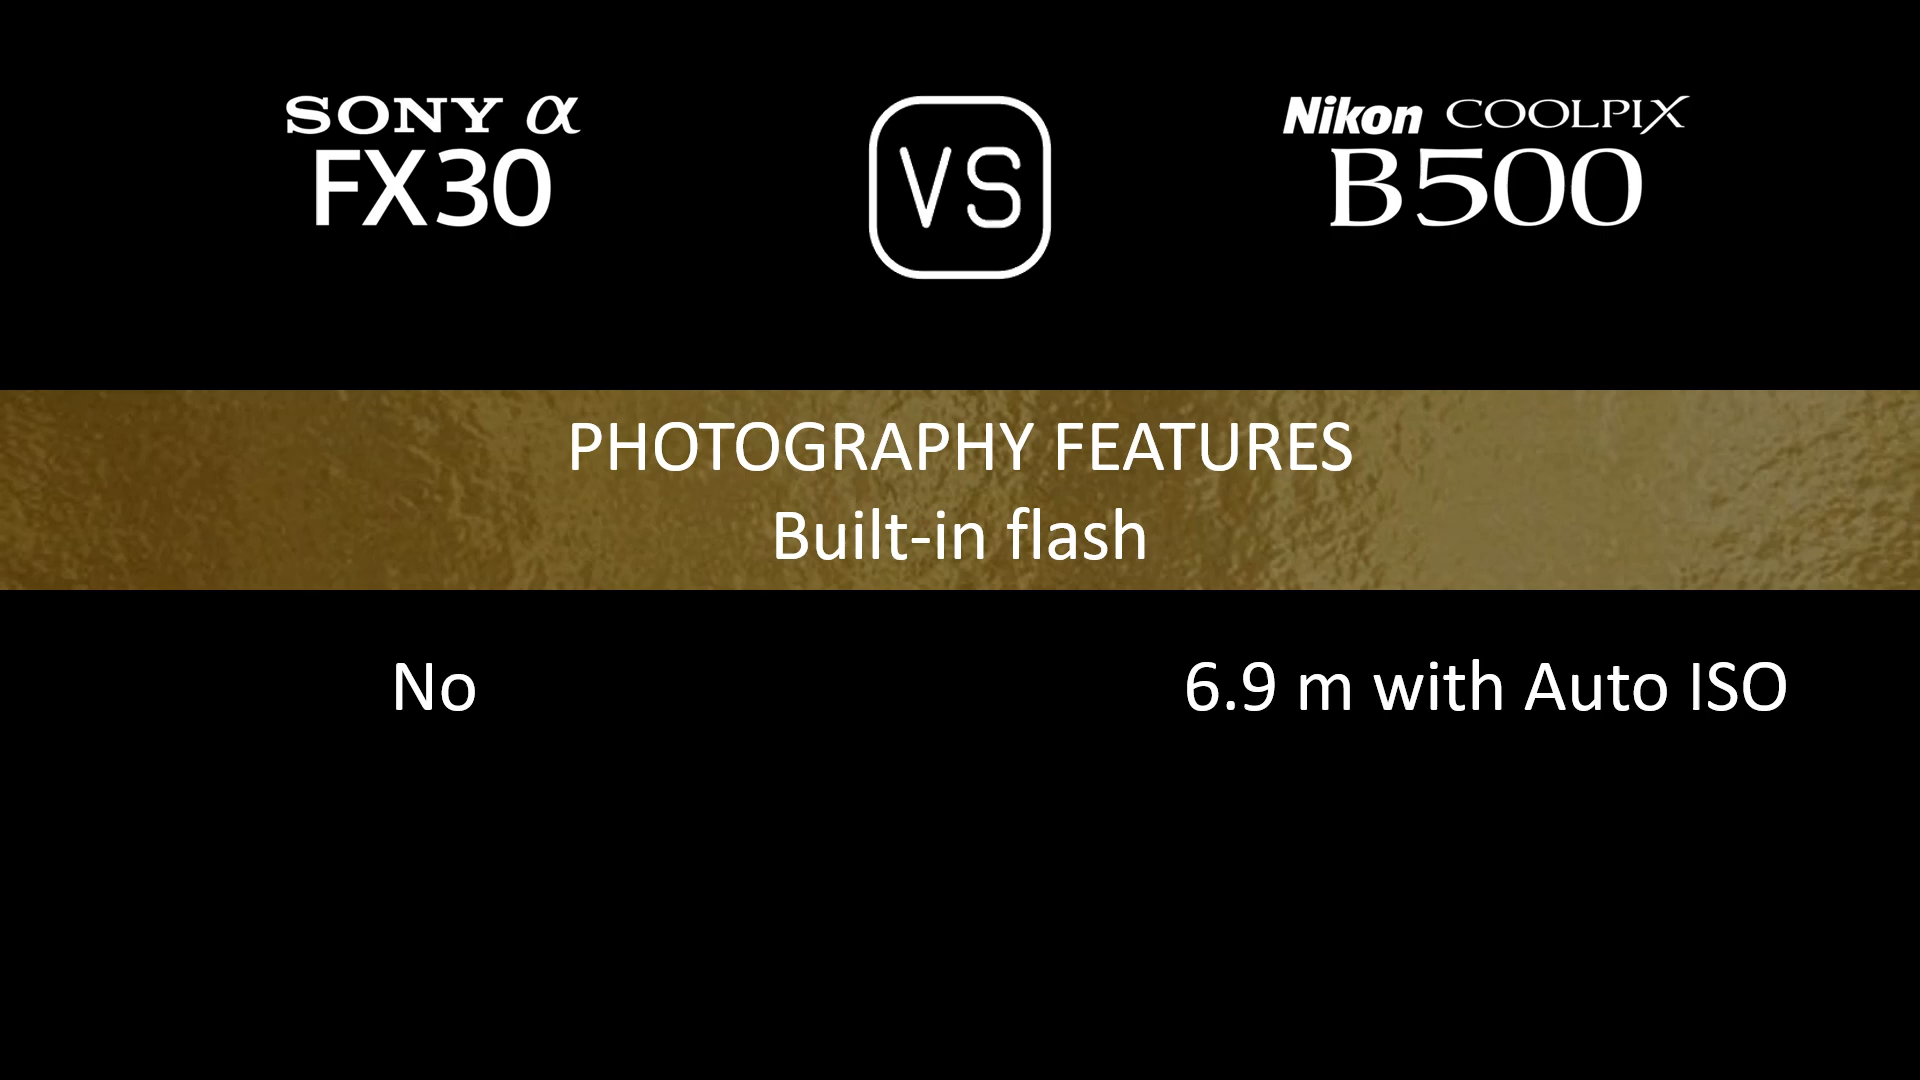 SONY α
FX30
VS
Nikon COOLPIX
B500
PHOTOGRAPHY FEATURES
Built-in flash
No
6.9 m with Auto ISO